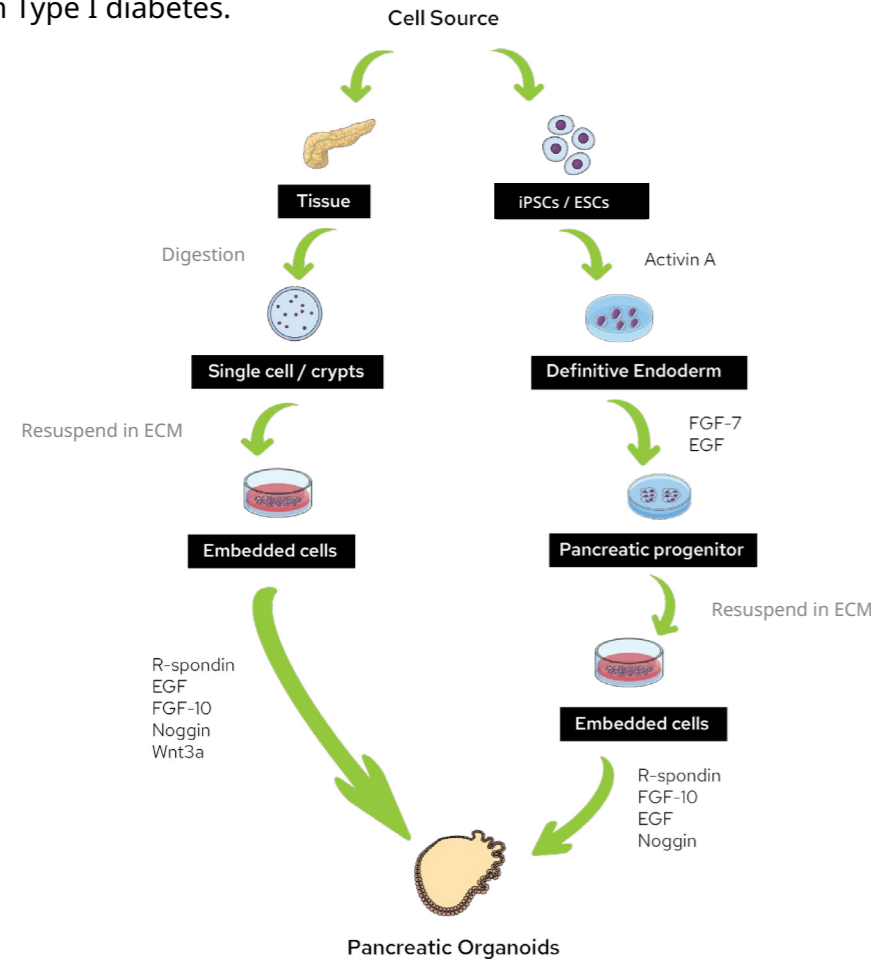 n Type I diabetes.
Cell Source
Tissue
iPSCs / ESCs
Digestion
Activin A
Single cell / crypts
Definitive Endoderm
Resuspend in ECM
FGF-7
EGF
Embedded cells
Pancreatic progenitor
Resuspend in ECM
R-spondin
EGF
FGF-10
Noggin
Wnt3a
Embedded cells
R-spondin
FGF-10
EGF
Noggin
Pancreatic Organoids